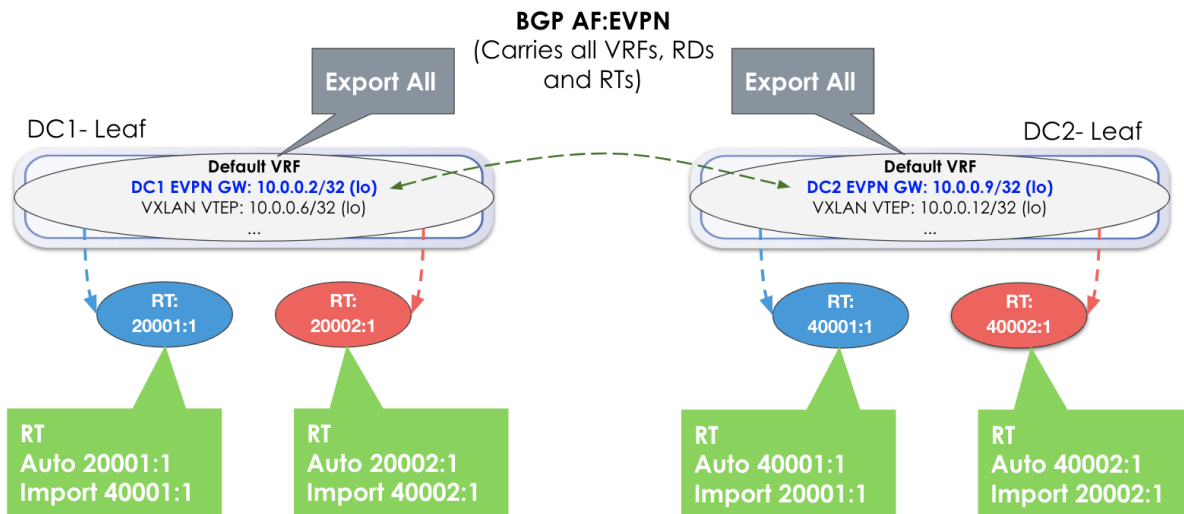 BGP AF:EVPN
(Carries all VRFs, RDs
and RTs)
Export All
Export All
DC1- Leaf
DC2- Leaf
Default VRF
DC1 EVPN GW: 10.0.0.2/32 (lo)
VXLAN VTEP: 10.0.0.6/32 (lo)
...
Default VRF
DC2 EVPN GW: 10.0.0.9/32 (lo)
VXLAN VTEP: 10.0.0.12/32 (lo)
...
RT:
20001:1
RT:
20002:1
RT:
40001:1
RT:
40002:1
RT
Auto 20001:1
Import 40001:1
RT
Auto 20002:1
Import 40002:1
RT
Auto 40001:1
Import 20001:1
RT
Auto 40002:1
Import 20002:1